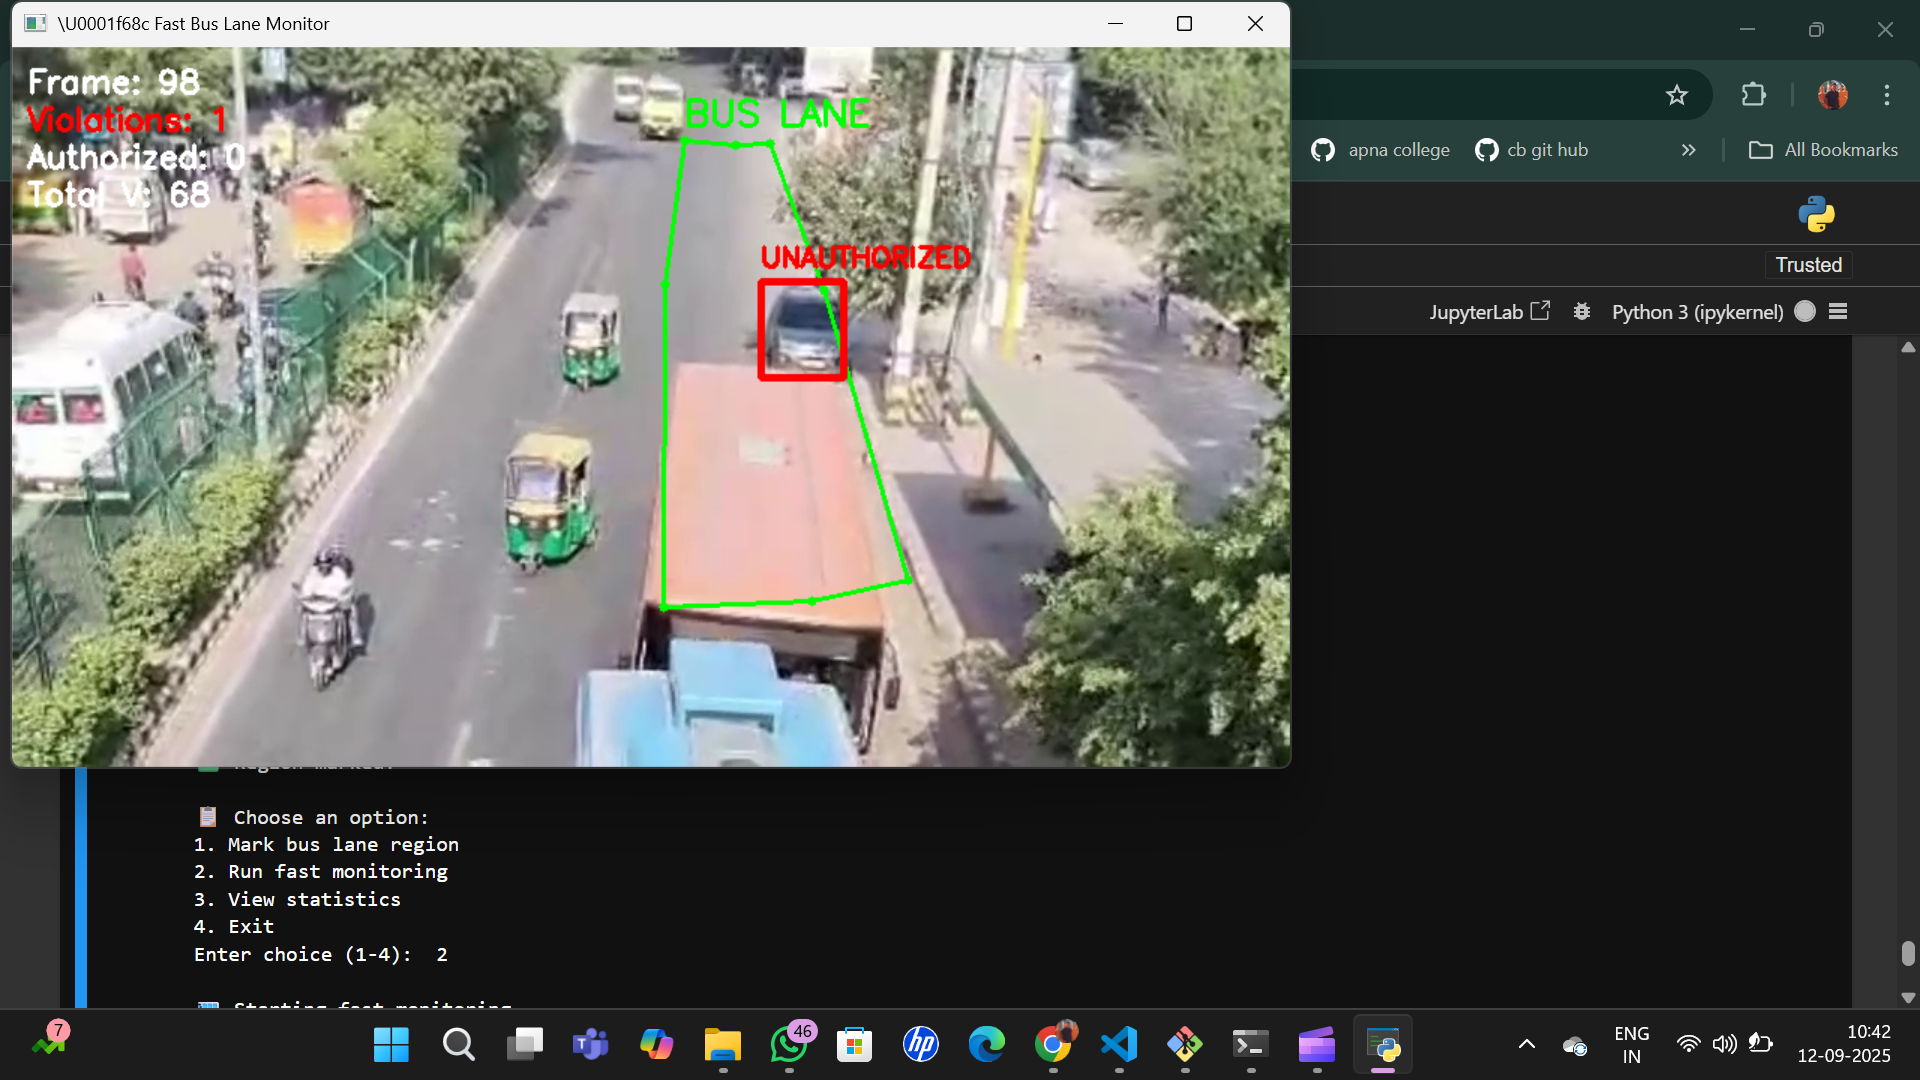 \U0001f68c Fast Bus Lane Monitor
Frame: 98
Violations: 1
Authorized: 0
Total V: 68
BUS LANE
UNAUTHORIZED
apna college
cb git hub
»
All Bookmarks
Trusted
JupyterLab
Python 3 (ipykernel)
Choose an option:
1. Mark bus lane region
2. Run fast monitoring
3. View statistics
4. Exit
Enter choice (1-4): 2
Starting fast monitoring
7
46
ENG
IN
10:42
12-09-2025